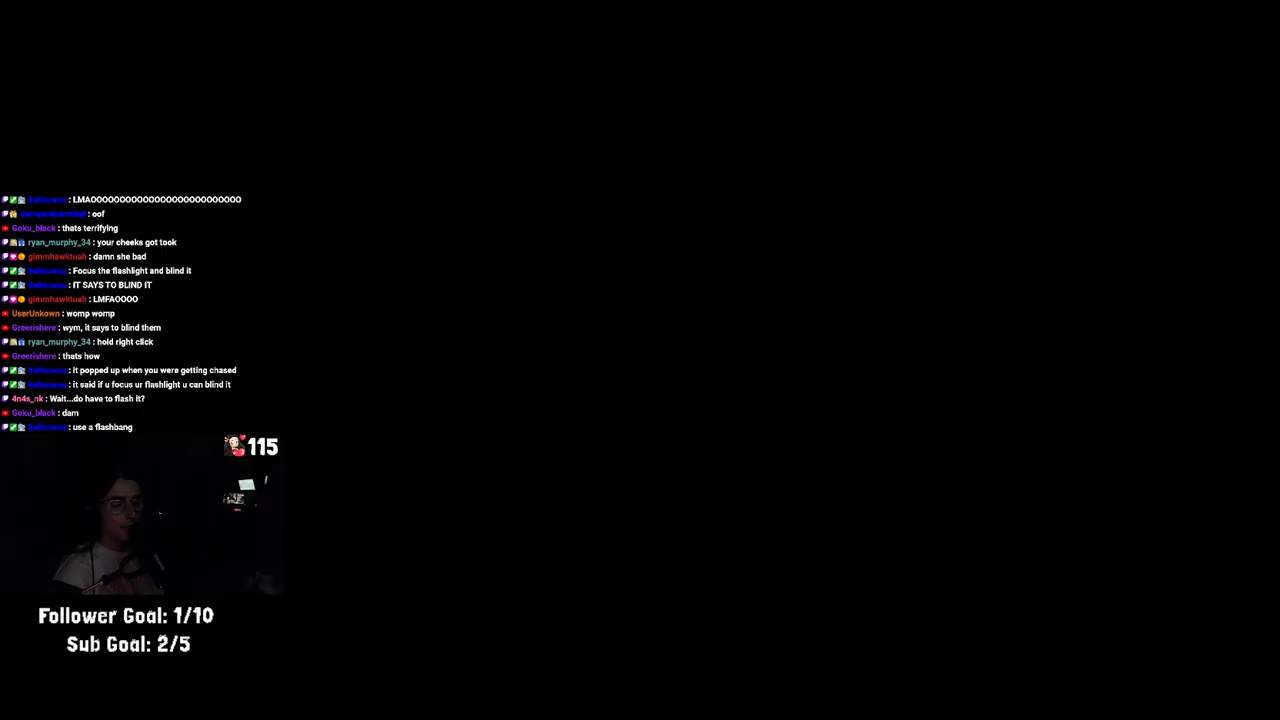 : LMAOOOOOOOOOOOOOOOOOOOOOOOOOO
: oof
Goku_black : thats terrifying
ryan_murphy_34 : your cheeks got took
gimmhawktuah : damn she bad
: Focus the flashlight and blind it
: IT SAYS TO BLIND IT
gimmhawktuah : LMFAOOOO
UserUnkown : womp womp
Greerishere : wym, it says to blind them
ryan_murphy_34 : hold right click
Greerishere : thats how
: it popped up when you were getting chased
: it said if u focus ur flashlight u can blind it
4n4s_nk : Wait...do have to flash it?
Goku_black : dam
: use a flashbang
115
Follower Goal: 1/10
Sub Goal: 2/5